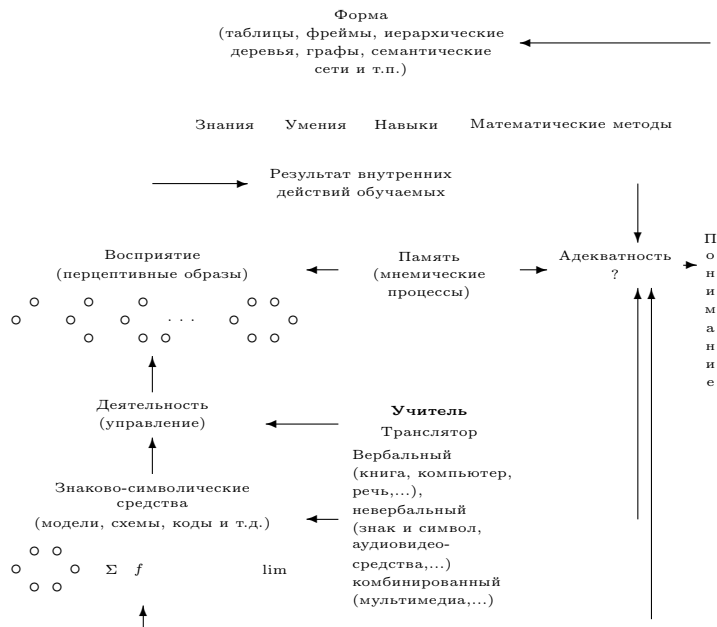 Форма
(таблицы, фреймы, иерархические
деревья, графы, семантические
сети и т.п.)
Знания Умения Навыки Математические методы
Результат внутренних
действий обучаемых
Восприятие
(перцептивные образы)
Память
(мнемические
процессы)
Адекватность
?
П
о
н
и
м
а
н
и
е
. . .
Деятельность
(управление)
Учитель
Транслятор
Вербальный
(книга, компьютер,
речь,...),
невербальный
(знак и символ,
аудиовидео-
средства,...)
комбинированный
(мультимедиа,...)
Знаково-символические
средства
(модели, схемы, коды и т.д.)
Σ f lim